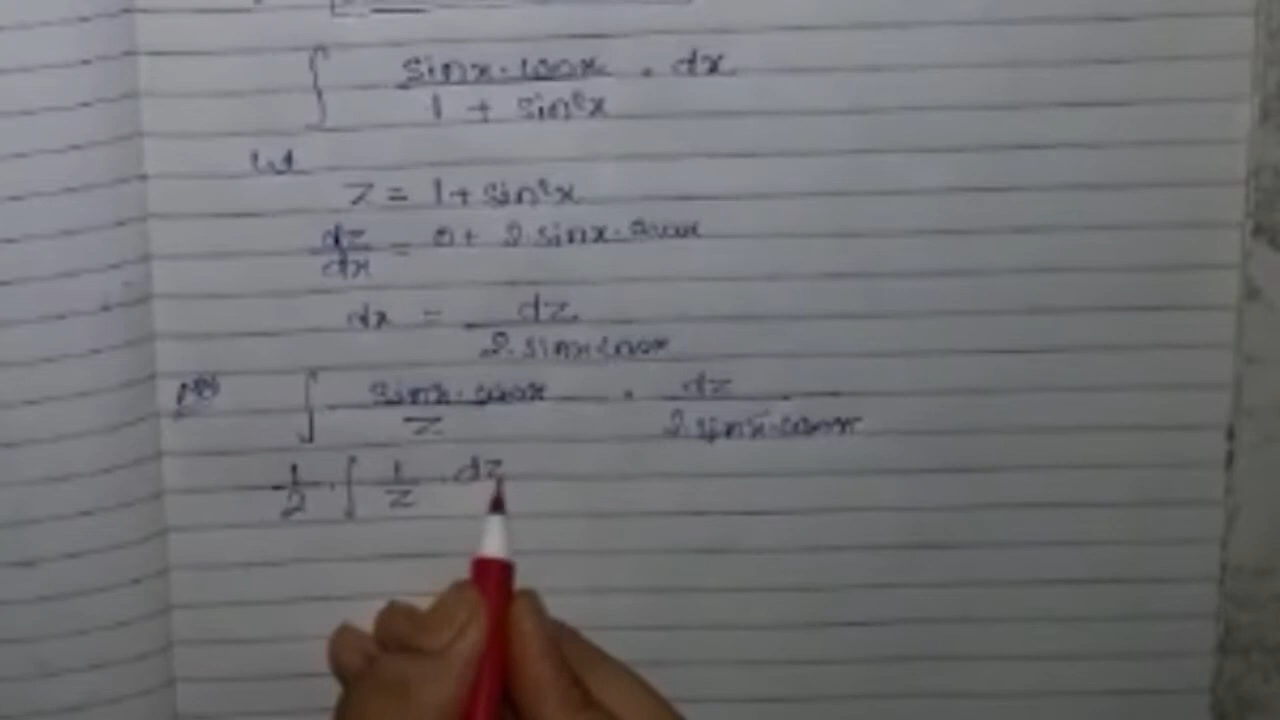 ∫ sinx·cosx / 1 + sin²x · dx
Let
z = 1 + sin²x
dz/dx = 0 + 2·sinx·cosx
dx = dz / 2·sinx·cosx
∫ sinx·cosx / z · dz / 2·sinx·cosx
1/2 · ∫ 1/z · dz